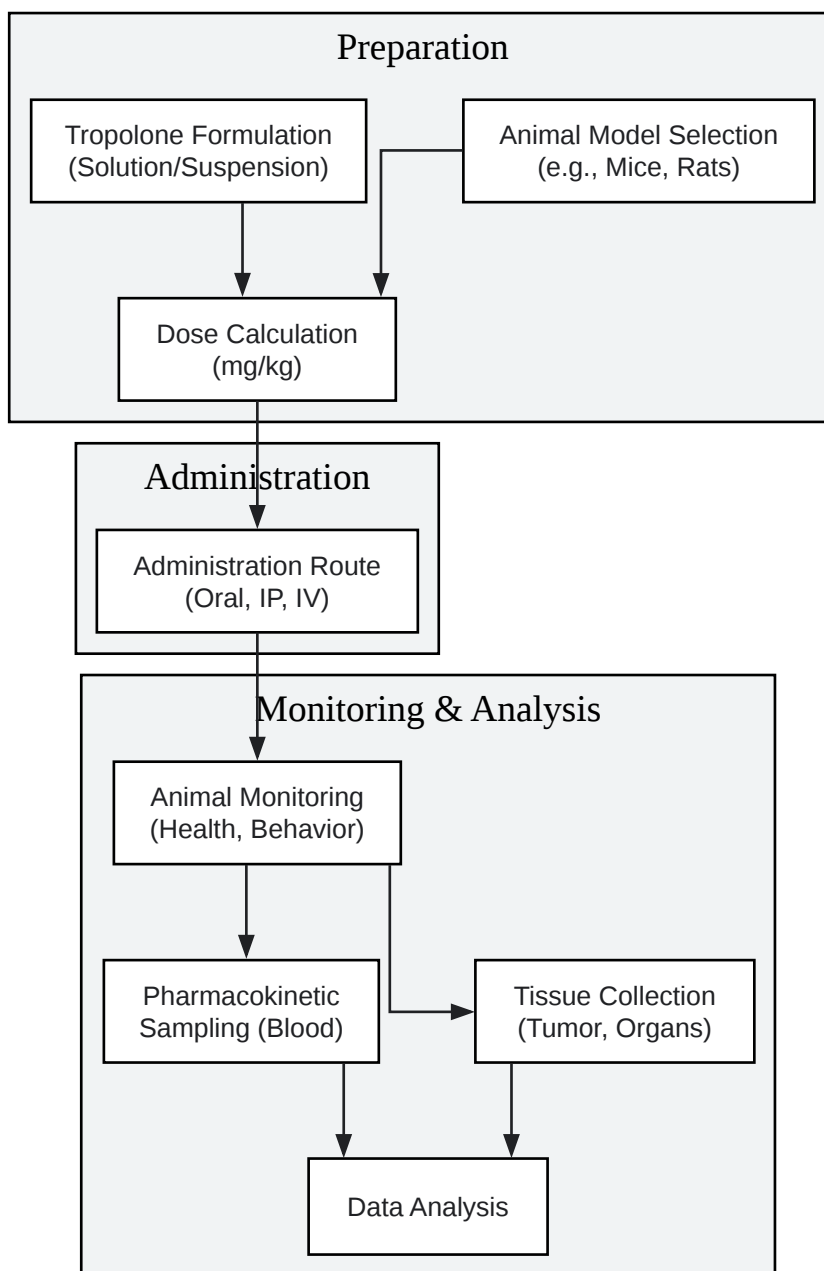 Preparation
Tropolone Formulation
(Solution/Suspension)
Animal Model Selection
(e.g., Mice, Rats)
Dose Calculation
(mg/kg)
Administration
Administration Route
(Oral, IP, IV)
Monitoring & Analysis
Animal Monitoring
(Health, Behavior)
Pharmacokinetic
Sampling (Blood)
Tissue Collection
(Tumor, Organs)
Data Analysis